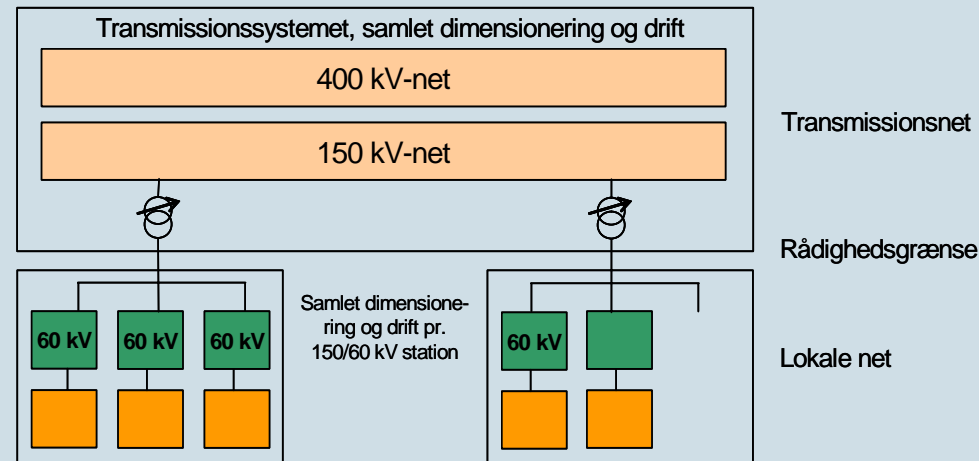 Transmissionssystemet, samlet dimensionering og drift
400 kV-net
150 kV-net
Transmissionsnet
Rådighedsgrænse
60 kV 60 kV 60 kV
Samlet dimensione-
ring og drift pr.
150/60 kV station
60 kV
Lokale net